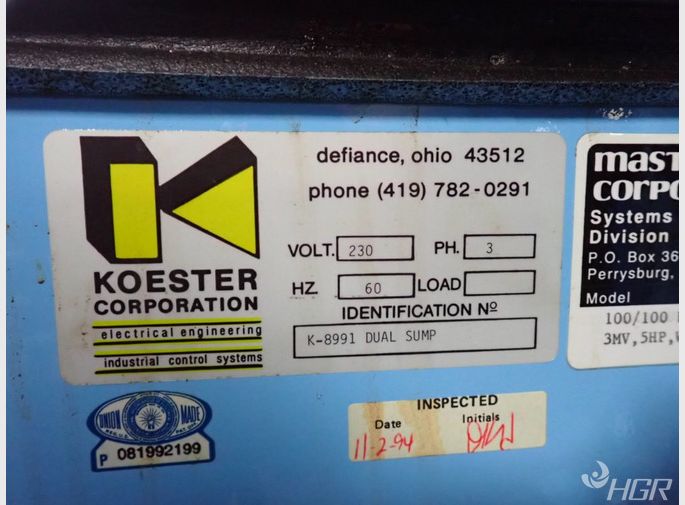 defiance, ohio 43512
phone (419) 782-0291
KOESTER
CORPORATION
electrical engineering
industrial control systems
VOLT. 230 PH. 3
HZ. 60 LOAD
IDENTIFICATION Nº
K-8991 DUAL SUMP
mast
corpo
Systems
Division
P.O. Box 36
Perrysburg,
Model
100/100
3MV,5HP,
UNION MADE
P 081992199
INSPECTED
Date Initials
11-2-94
HGR